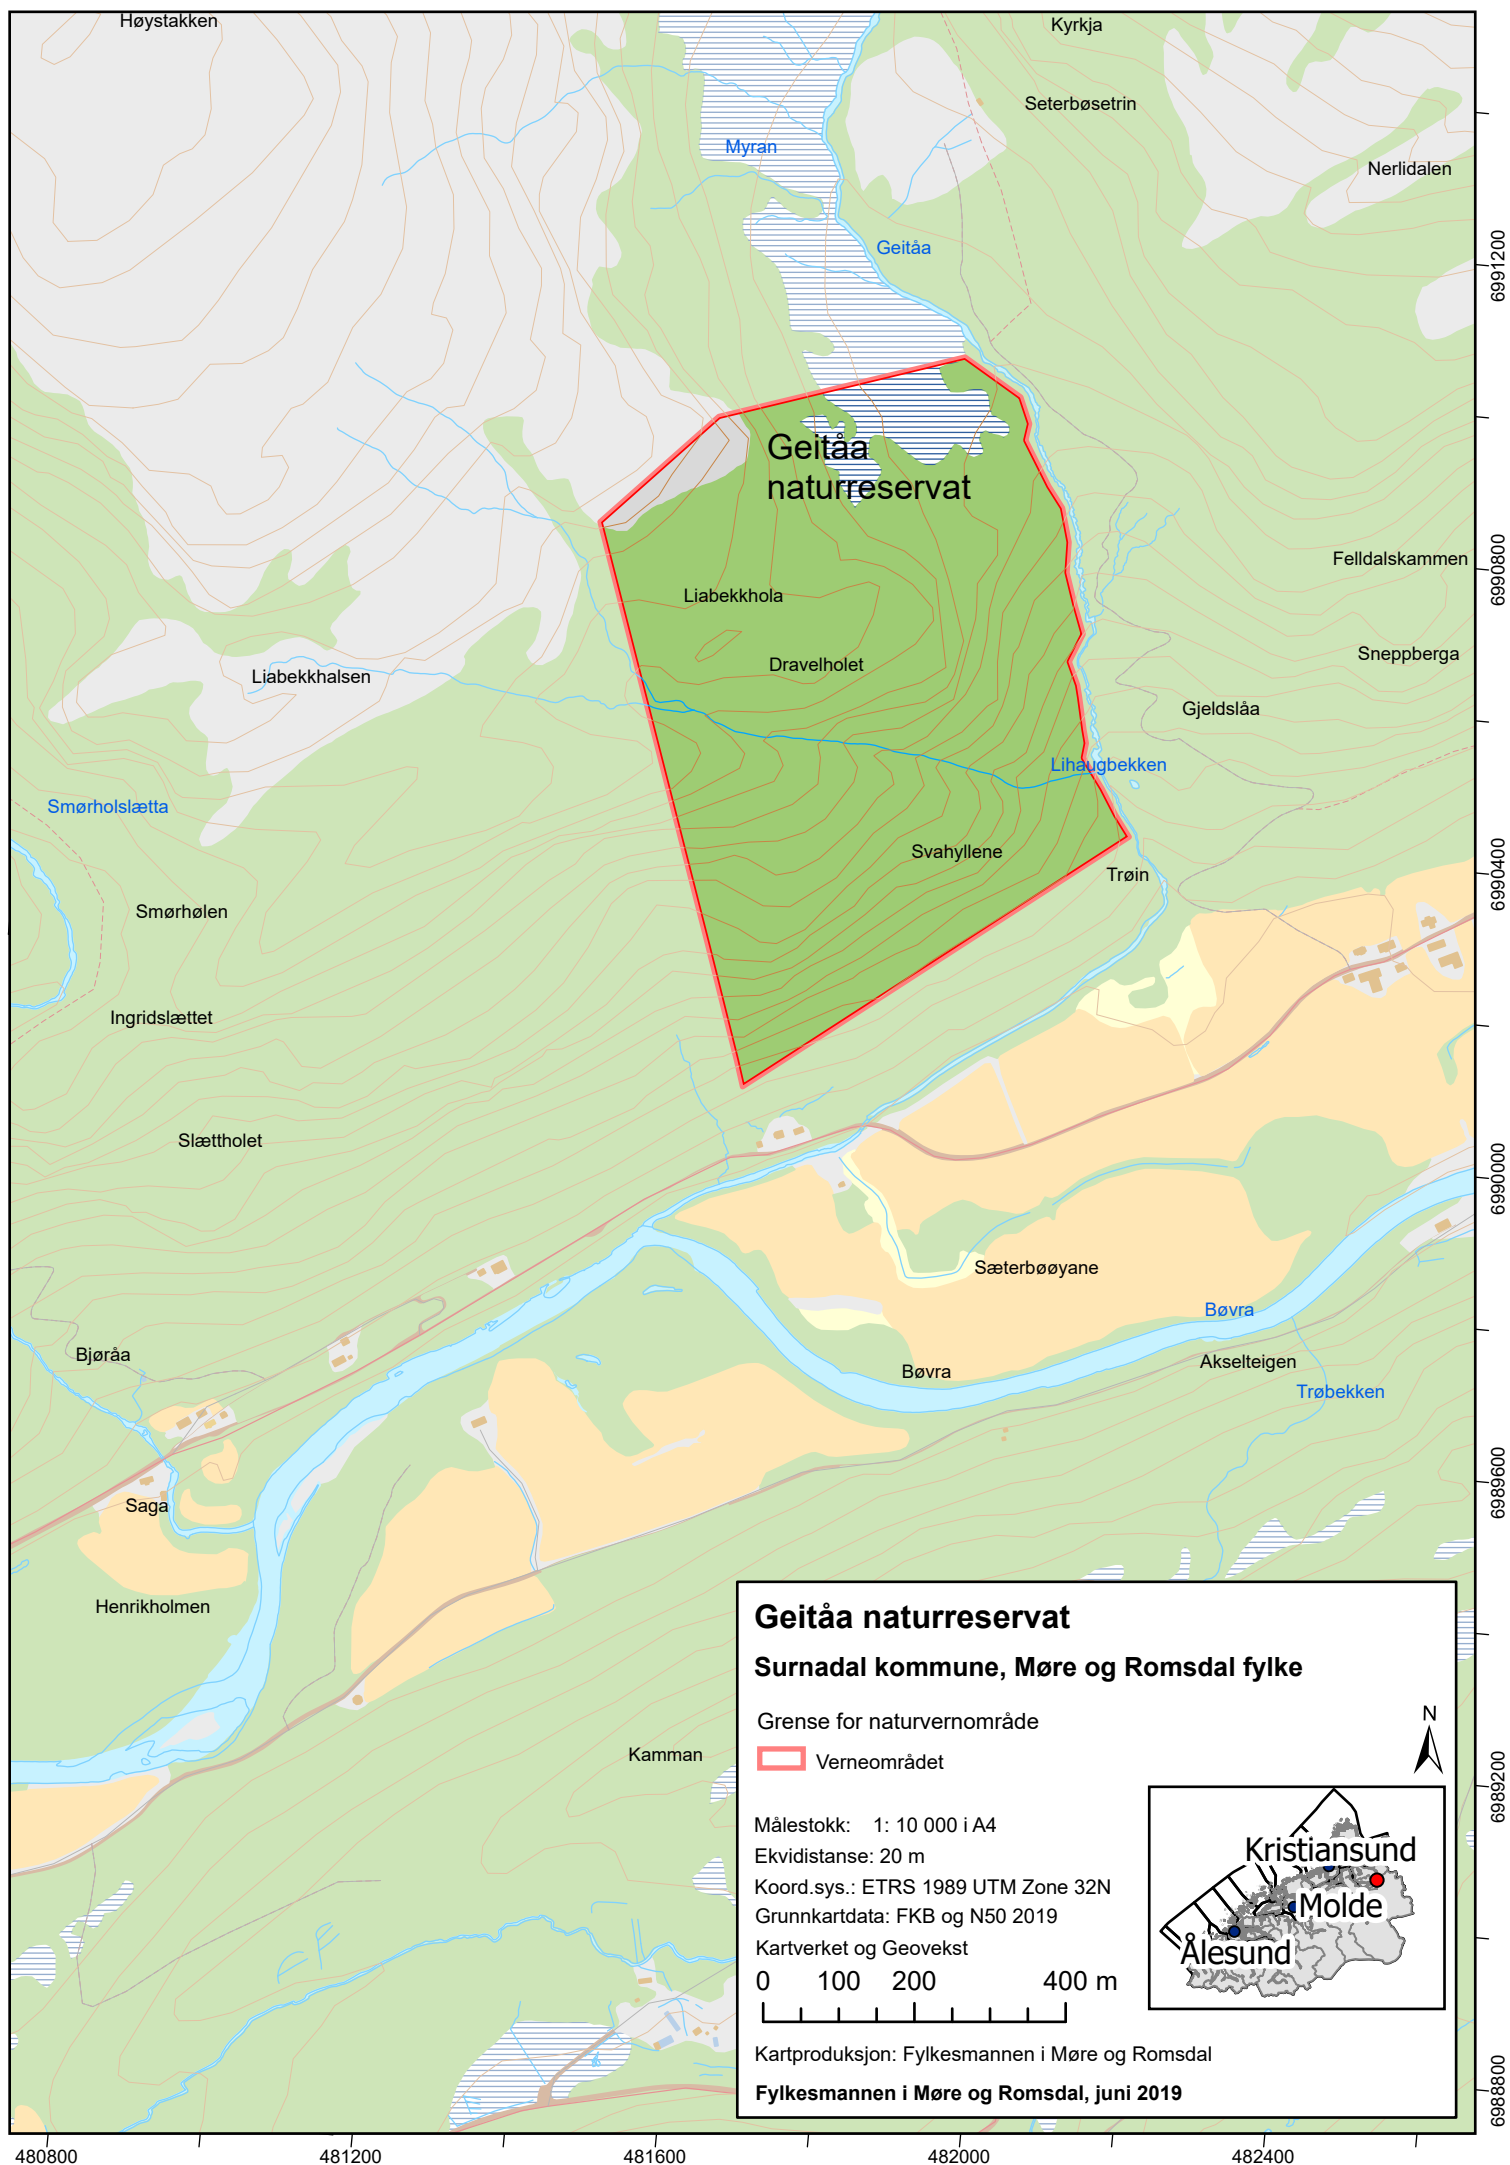 Høystakken
Kyrkja
Seterbøsetrin
Myran
Nerlidalen
Geitåa
6991200
Geitåa
naturreservat
Felldalskammen
6990800
Liabekkhola
Sneppberga
Dravelholet
Liabekkhalsen
Gjeldslåa
Lihaugbekken
Smørholslætta
Svahyllene
Trøin
6990400
Smørhølen
Ingridslættet
Slættholet
6990000
Sæterbøøyane
Bøvra
Bjøråa
Akselteigen
Bøvra
Trøbekken
6989600
Saga
Henrikholmen
Kamman
6989200
6988800
Geitåa naturreservat
Surnadal kommune, Møre og Romsdal fylke
Grense for naturvernområde
Verneområdet
N
Målestokk: 1: 10 000 i A4
Ekvidistanse: 20 m
Koord.sys.: ETRS 1989 UTM Zone 32N
Grunnkartdata: FKB og N50 2019
Kartverket og Geovekst
0 100 200 400 m
Kristiansund
Molde
Ålesund
Kartproduksjon: Fylkesmannen i Møre og Romsdal
Fylkesmannen i Møre og Romsdal, juni 2019
480800 481200 481600 482000 482400